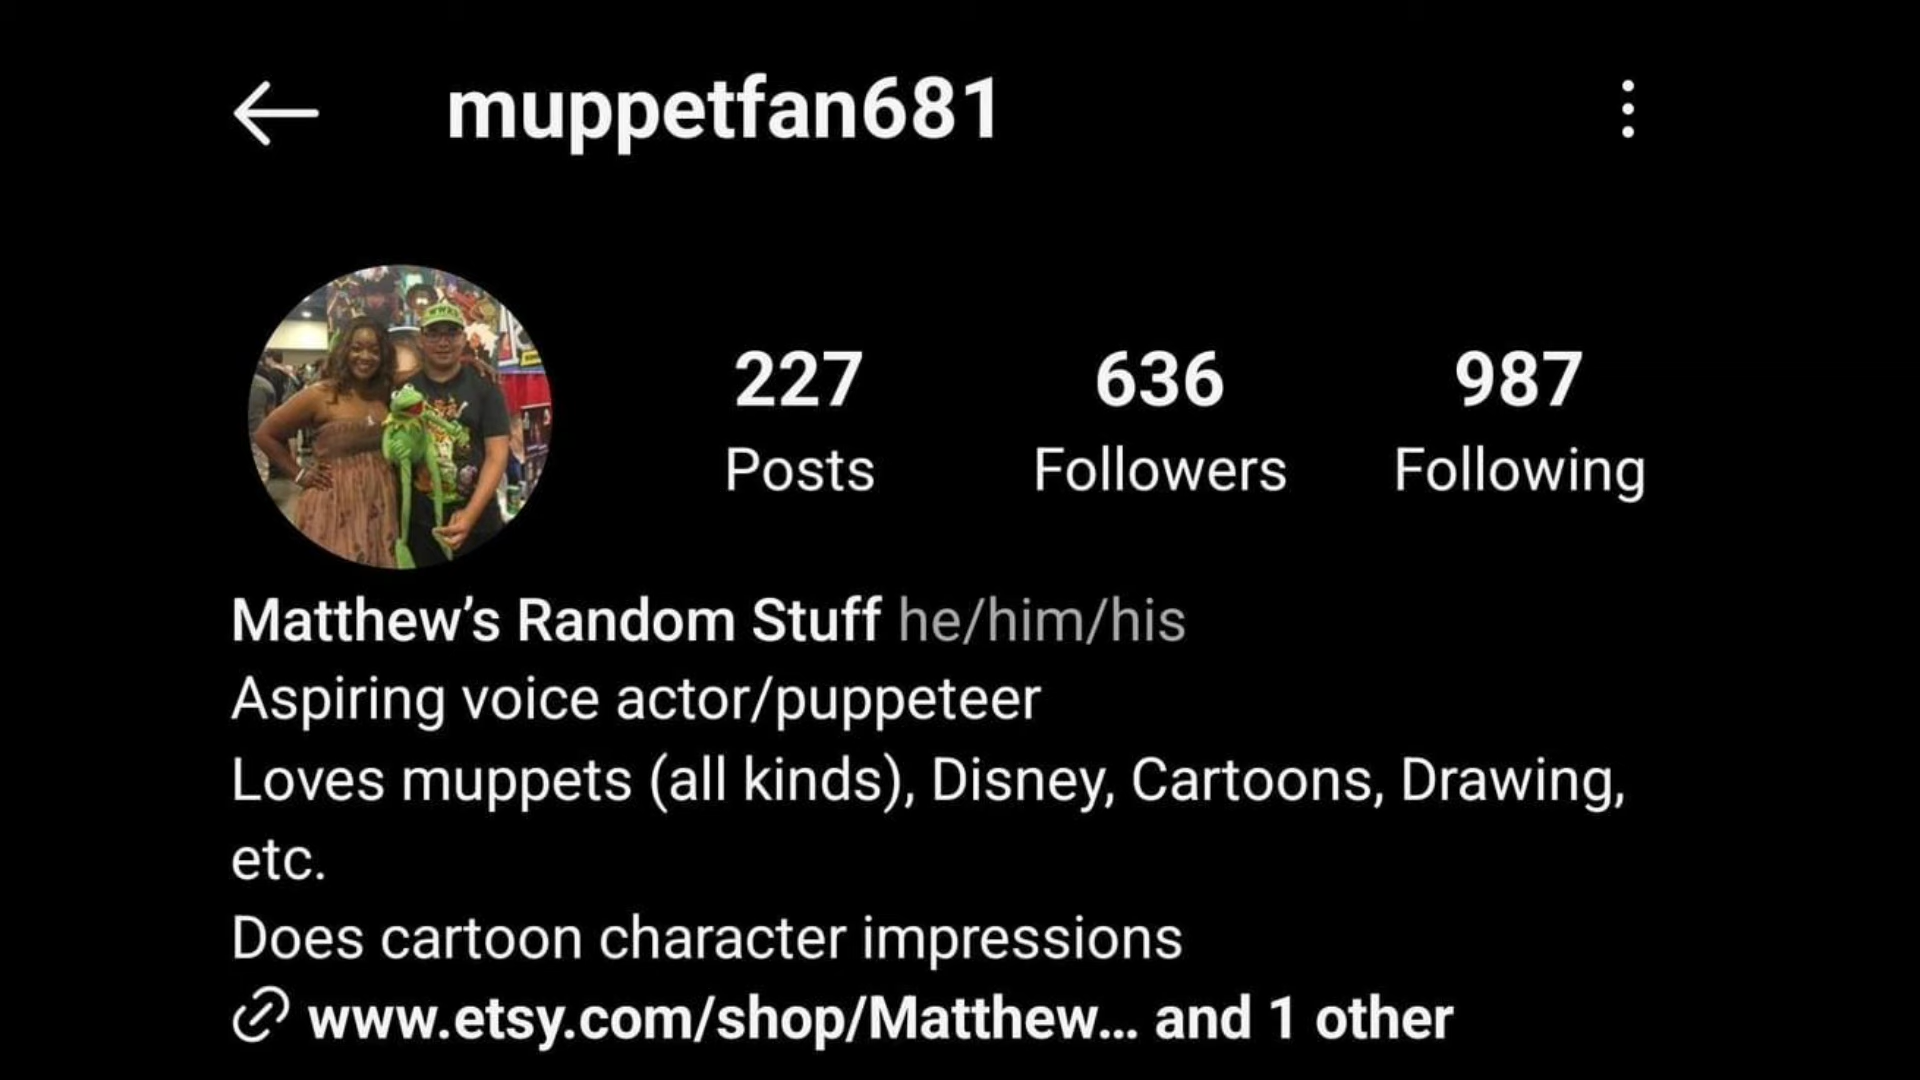 muppetfan681
227 636 987
Posts Followers Following
Matthew’s Random Stuff he/him/his
Aspiring voice actor/puppeteer
Loves muppets (all kinds), Disney, Cartoons, Drawing,
etc.
Does cartoon character impressions
www.etsy.com/shop/Matthew... and 1 other